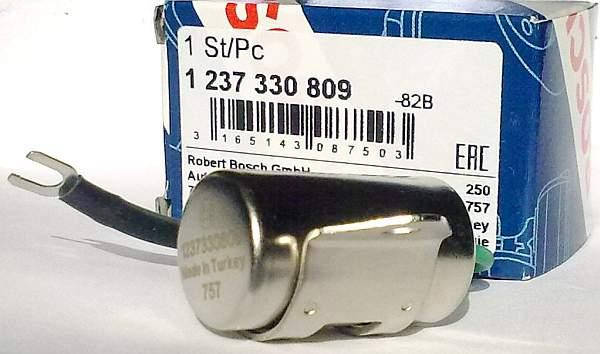 1 St/Pc
1 237 330 809
-82B
3 165143 087503
EAC
Robert Bosch GmbH
250
757
1237330809
Made in Turkey
757